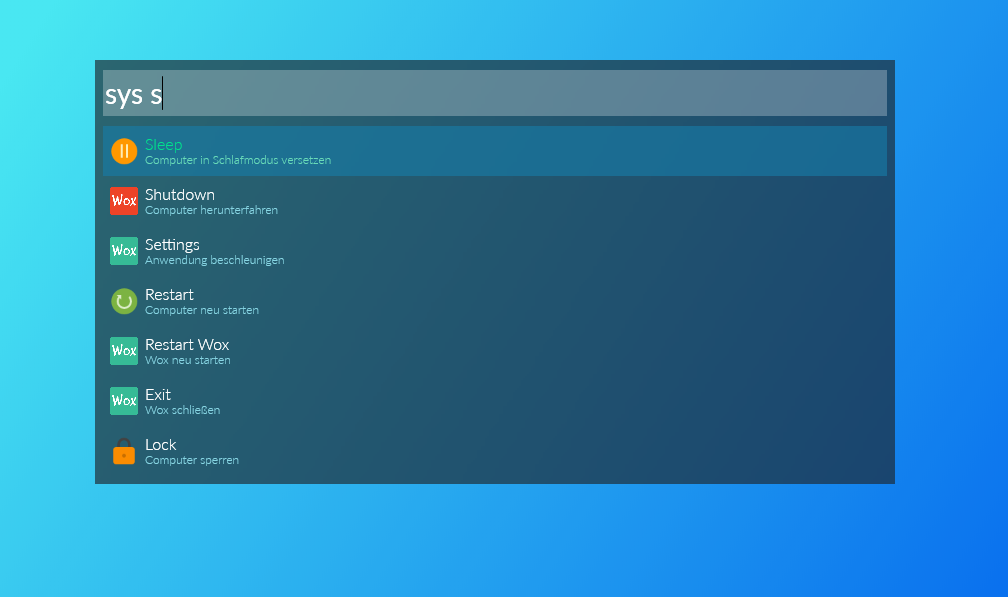 sys s
Sleep
Computer in Schlafmodus versetzen
Wox
Shutdown
Computer herunterfahren
Wox
Settings
Anwendung beschleunigen
Restart
Computer neu starten
Wox
Restart Wox
Wox neu starten
Wox
Exit
Wox schließen
Lock
Computer sperren